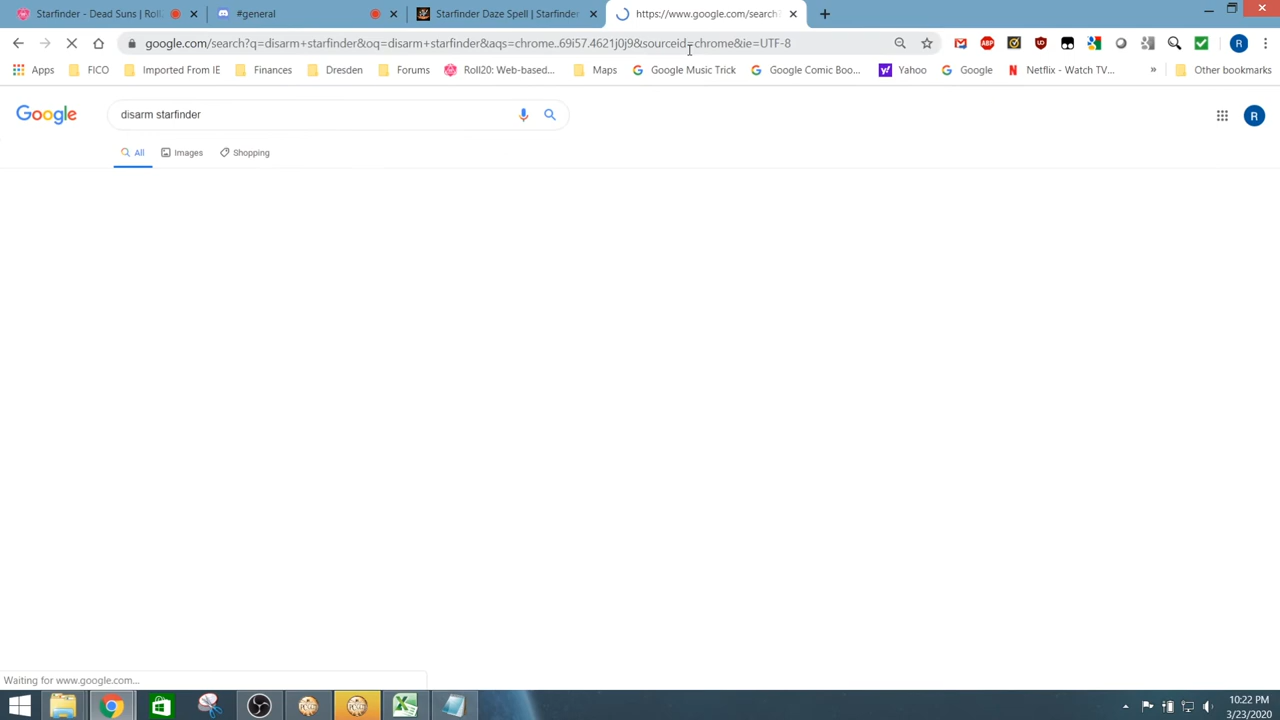 Starfinder - Dead Suns | Roll
#general
Starfinder Daze Spell | Starfinder
https://www.google.com/search?
google.com/search?q=disarm+starfinder&oq=disarm+starfinder&aqs=chrome..69i57.4621j0j9&sourceid=chrome&ie=UTF-8
Apps
FICO
Imported From IE
Finances
Dresden
Forums
Roll20: Web-based...
Maps
Google Music Trick
Google Comic Boo...
Yahoo
Google
Netflix - Watch TV...
»
Other bookmarks
Google
disarm starfinder
R
All
Images
Shopping
Waiting for www.google.com...
10:22 PM
3/23/2020